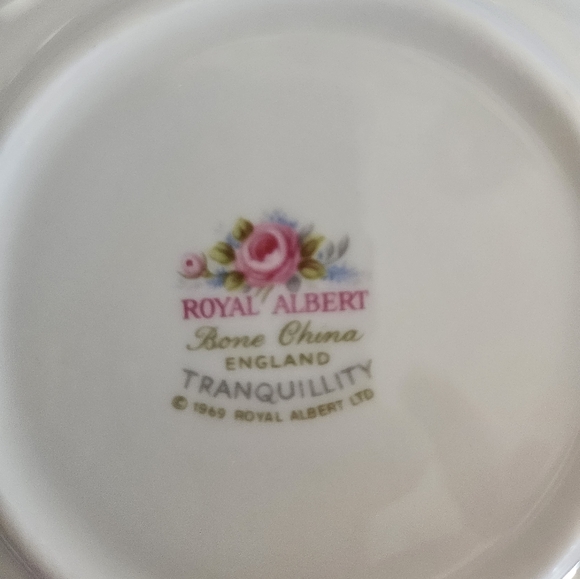 ROYAL ALBERT
Bone China
ENGLAND
TRANQUILLITY
© 1969 ROYAL ALBERT LTD